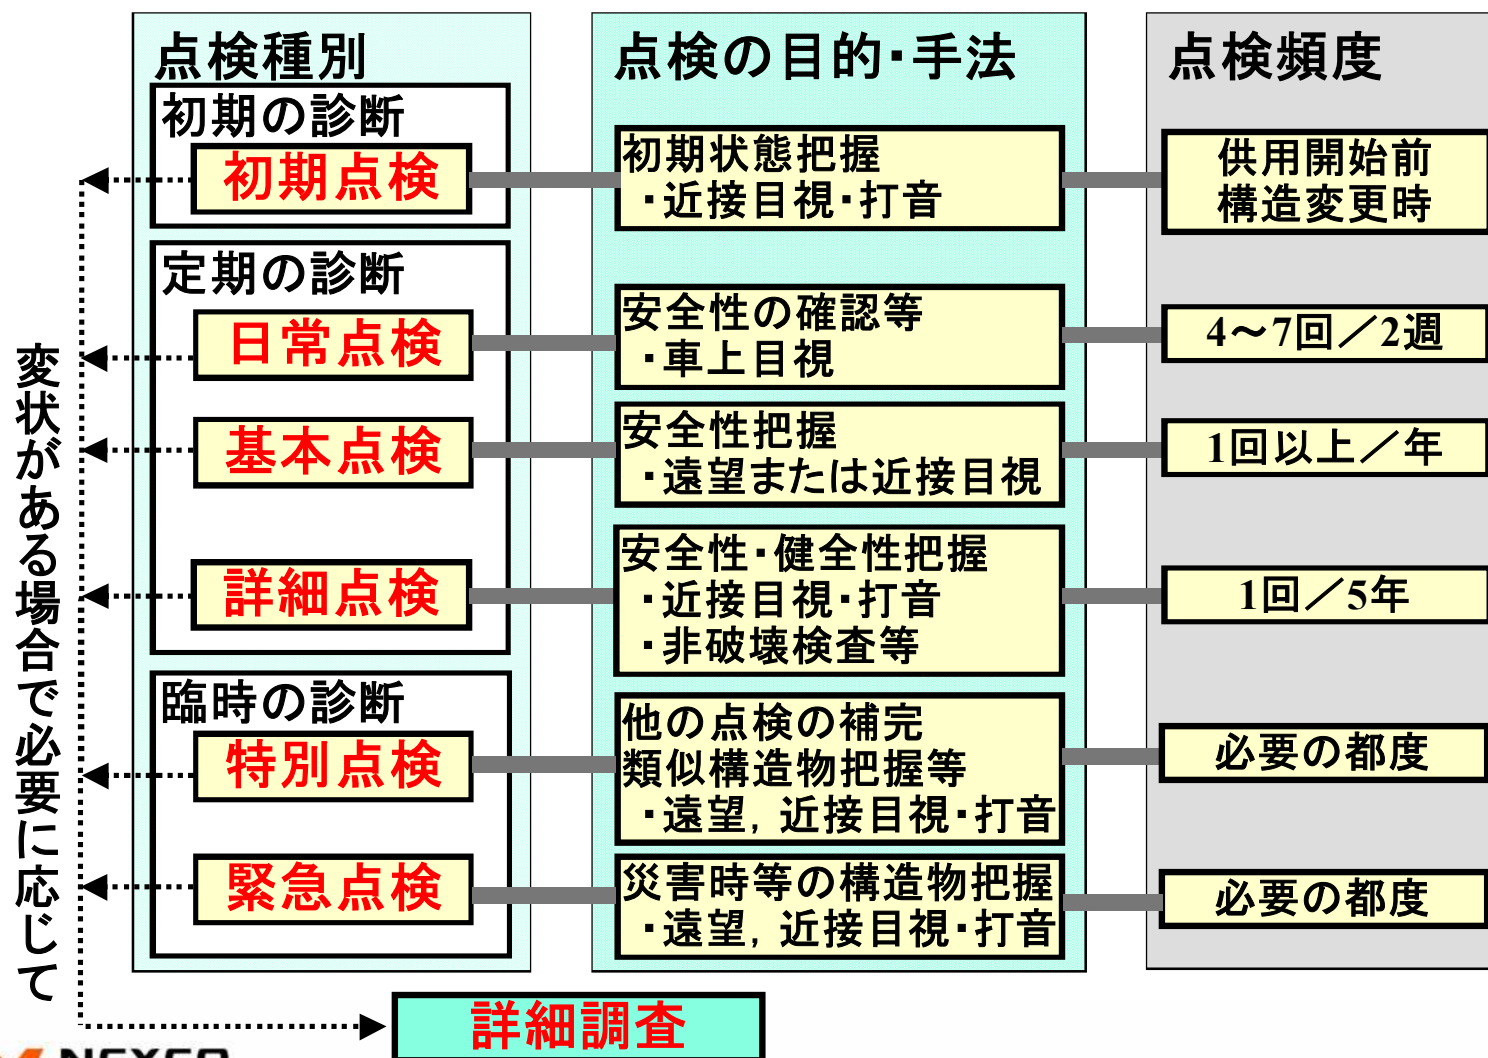 点検種別
点検の目的・手法
点検頻度
初期の診断
初期点検
初期状態把握
・近接目視・打音
供用開始前
構造変更時
定期の診断
日常点検
安全性の確認等
・車上目視
4～7回／2週
基本点検
安全性把握
・遠望または近接目視
1回以上／年
詳細点検
安全性・健全性把握
・近接目視・打音
・非破壊検査等
1回／5年
臨時の診断
特別点検
他の点検の補完
類似構造物把握等
・遠望，近接目視・打音
必要の都度
緊急点検
災害時等の構造物把握
・遠望，近接目視・打音
必要の都度
変状がある場合で必要に応じて
詳細調査
NEXCO